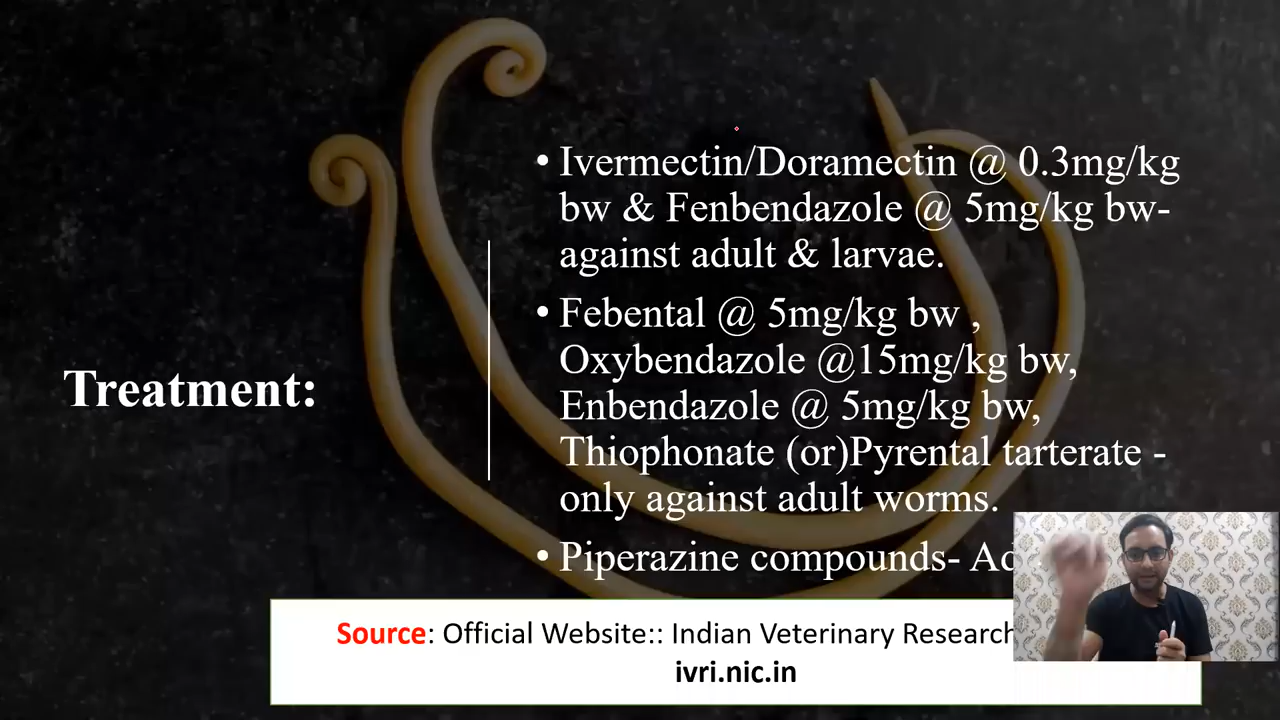 Treatment:
• Ivermectin/Doramectin @ 0.3mg/kg
bw & Fenbendazole @ 5mg/kg bw-
against adult & larvae.
• Febental @ 5mg/kg bw ,
Oxybendazole @15mg/kg bw,
Enbendazole @ 5mg/kg bw,
Thiophonate (or)Pyrental tarterate -
only against adult worms.
• Piperazine compounds-
Source: Official Website:: Indian Veterinary Research
ivri.nic.in